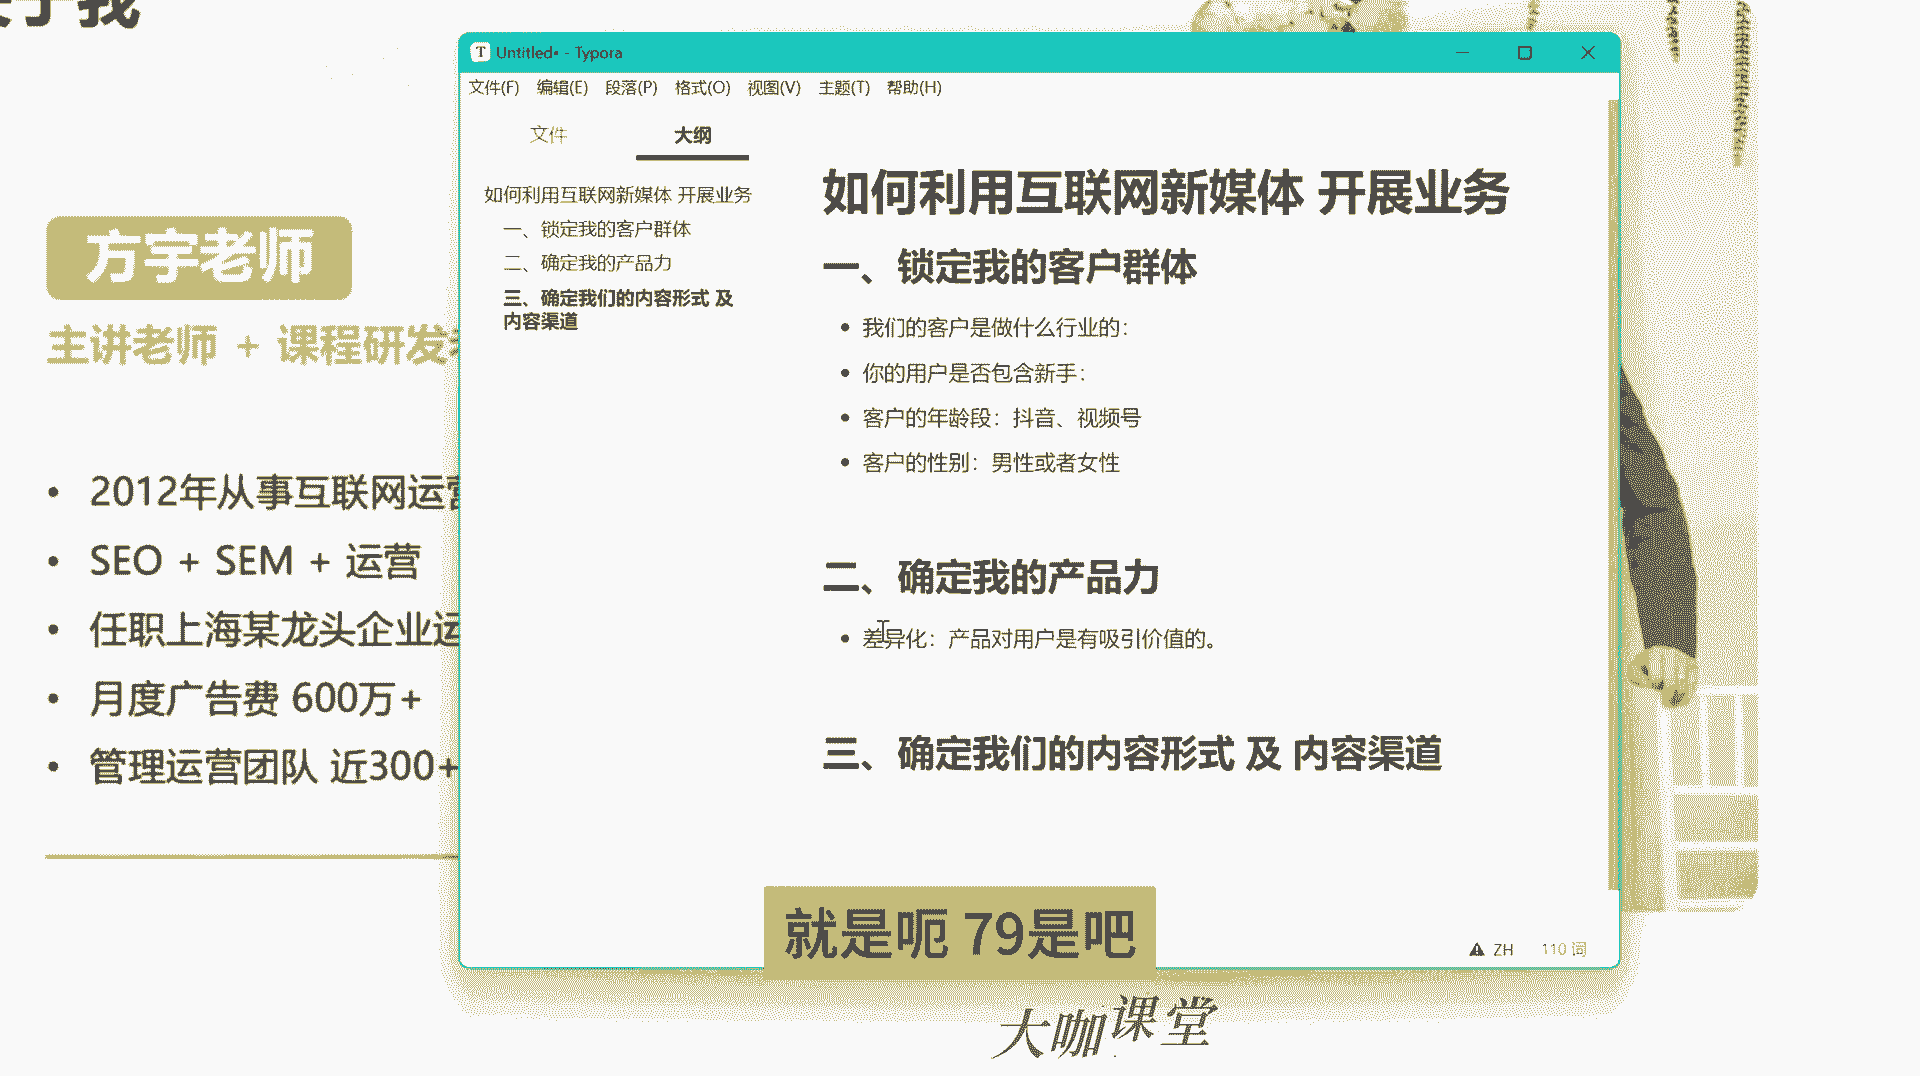 关于我
方宇老师
主讲老师 + 课程研发
2012年从事互联网运营
SEO + SEM + 运营
任职上海某龙头企业运
月度广告费 600万+
管理运营团队 近300+
Untitled• - Typora
文件(F) 编辑(E) 段落(P) 格式(O) 视图(V) 主题(T) 帮助(H)
文件 大纲
如何利用互联网新媒体 开展业务
一、锁定我的客户群体
二、确定我的产品力
三、确定我们的内容形式 及
内容渠道
如何利用互联网新媒体 开展业务
一、锁定我的客户群体
我们的客户是做什么行业的：
你的用户是否包含新手：
客户的年龄段：抖音、视频号
客户的性别：男性或者女性
二、确定我的产品力
差异化：产品对用户是有吸引价值的。
三、确定我们的内容形式 及 内容渠道
ZH 110 词
就是呃 79是吧
大咖课堂